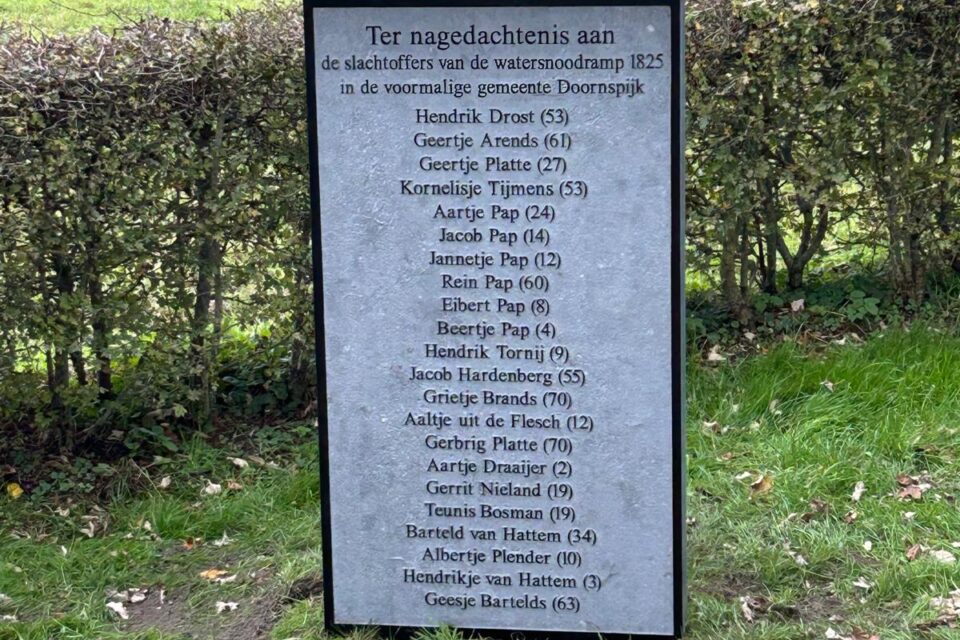 Ter nagedachtenis aan
de slachtoffers van de watersnoodramp 1825
in de voormalige gemeente Doornspijk
Hendrik Drost (53)
Geertje Arends (61)
Geertje Platte (27)
Kornelisje Tijmens (53)
Aartje Pap (24)
Jacob Pap (14)
Jannetje Pap (12)
Rein Pap (60)
Eibert Pap (8)
Beertje Pap (4)
Hendrik Tornij (9)
Jacob Hardenberg (55)
Grietje Brands (70)
Aaltje uit de Flesch (12)
Gerbrig Platte (70)
Aartje Draaijer (2)
Gerrit Nieland (19)
Teunis Bosman (19)
Barteld van Hattem (34)
Albertje Plender (10)
Hendrikje van Hattem (3)
Geesje Bartelds (63)